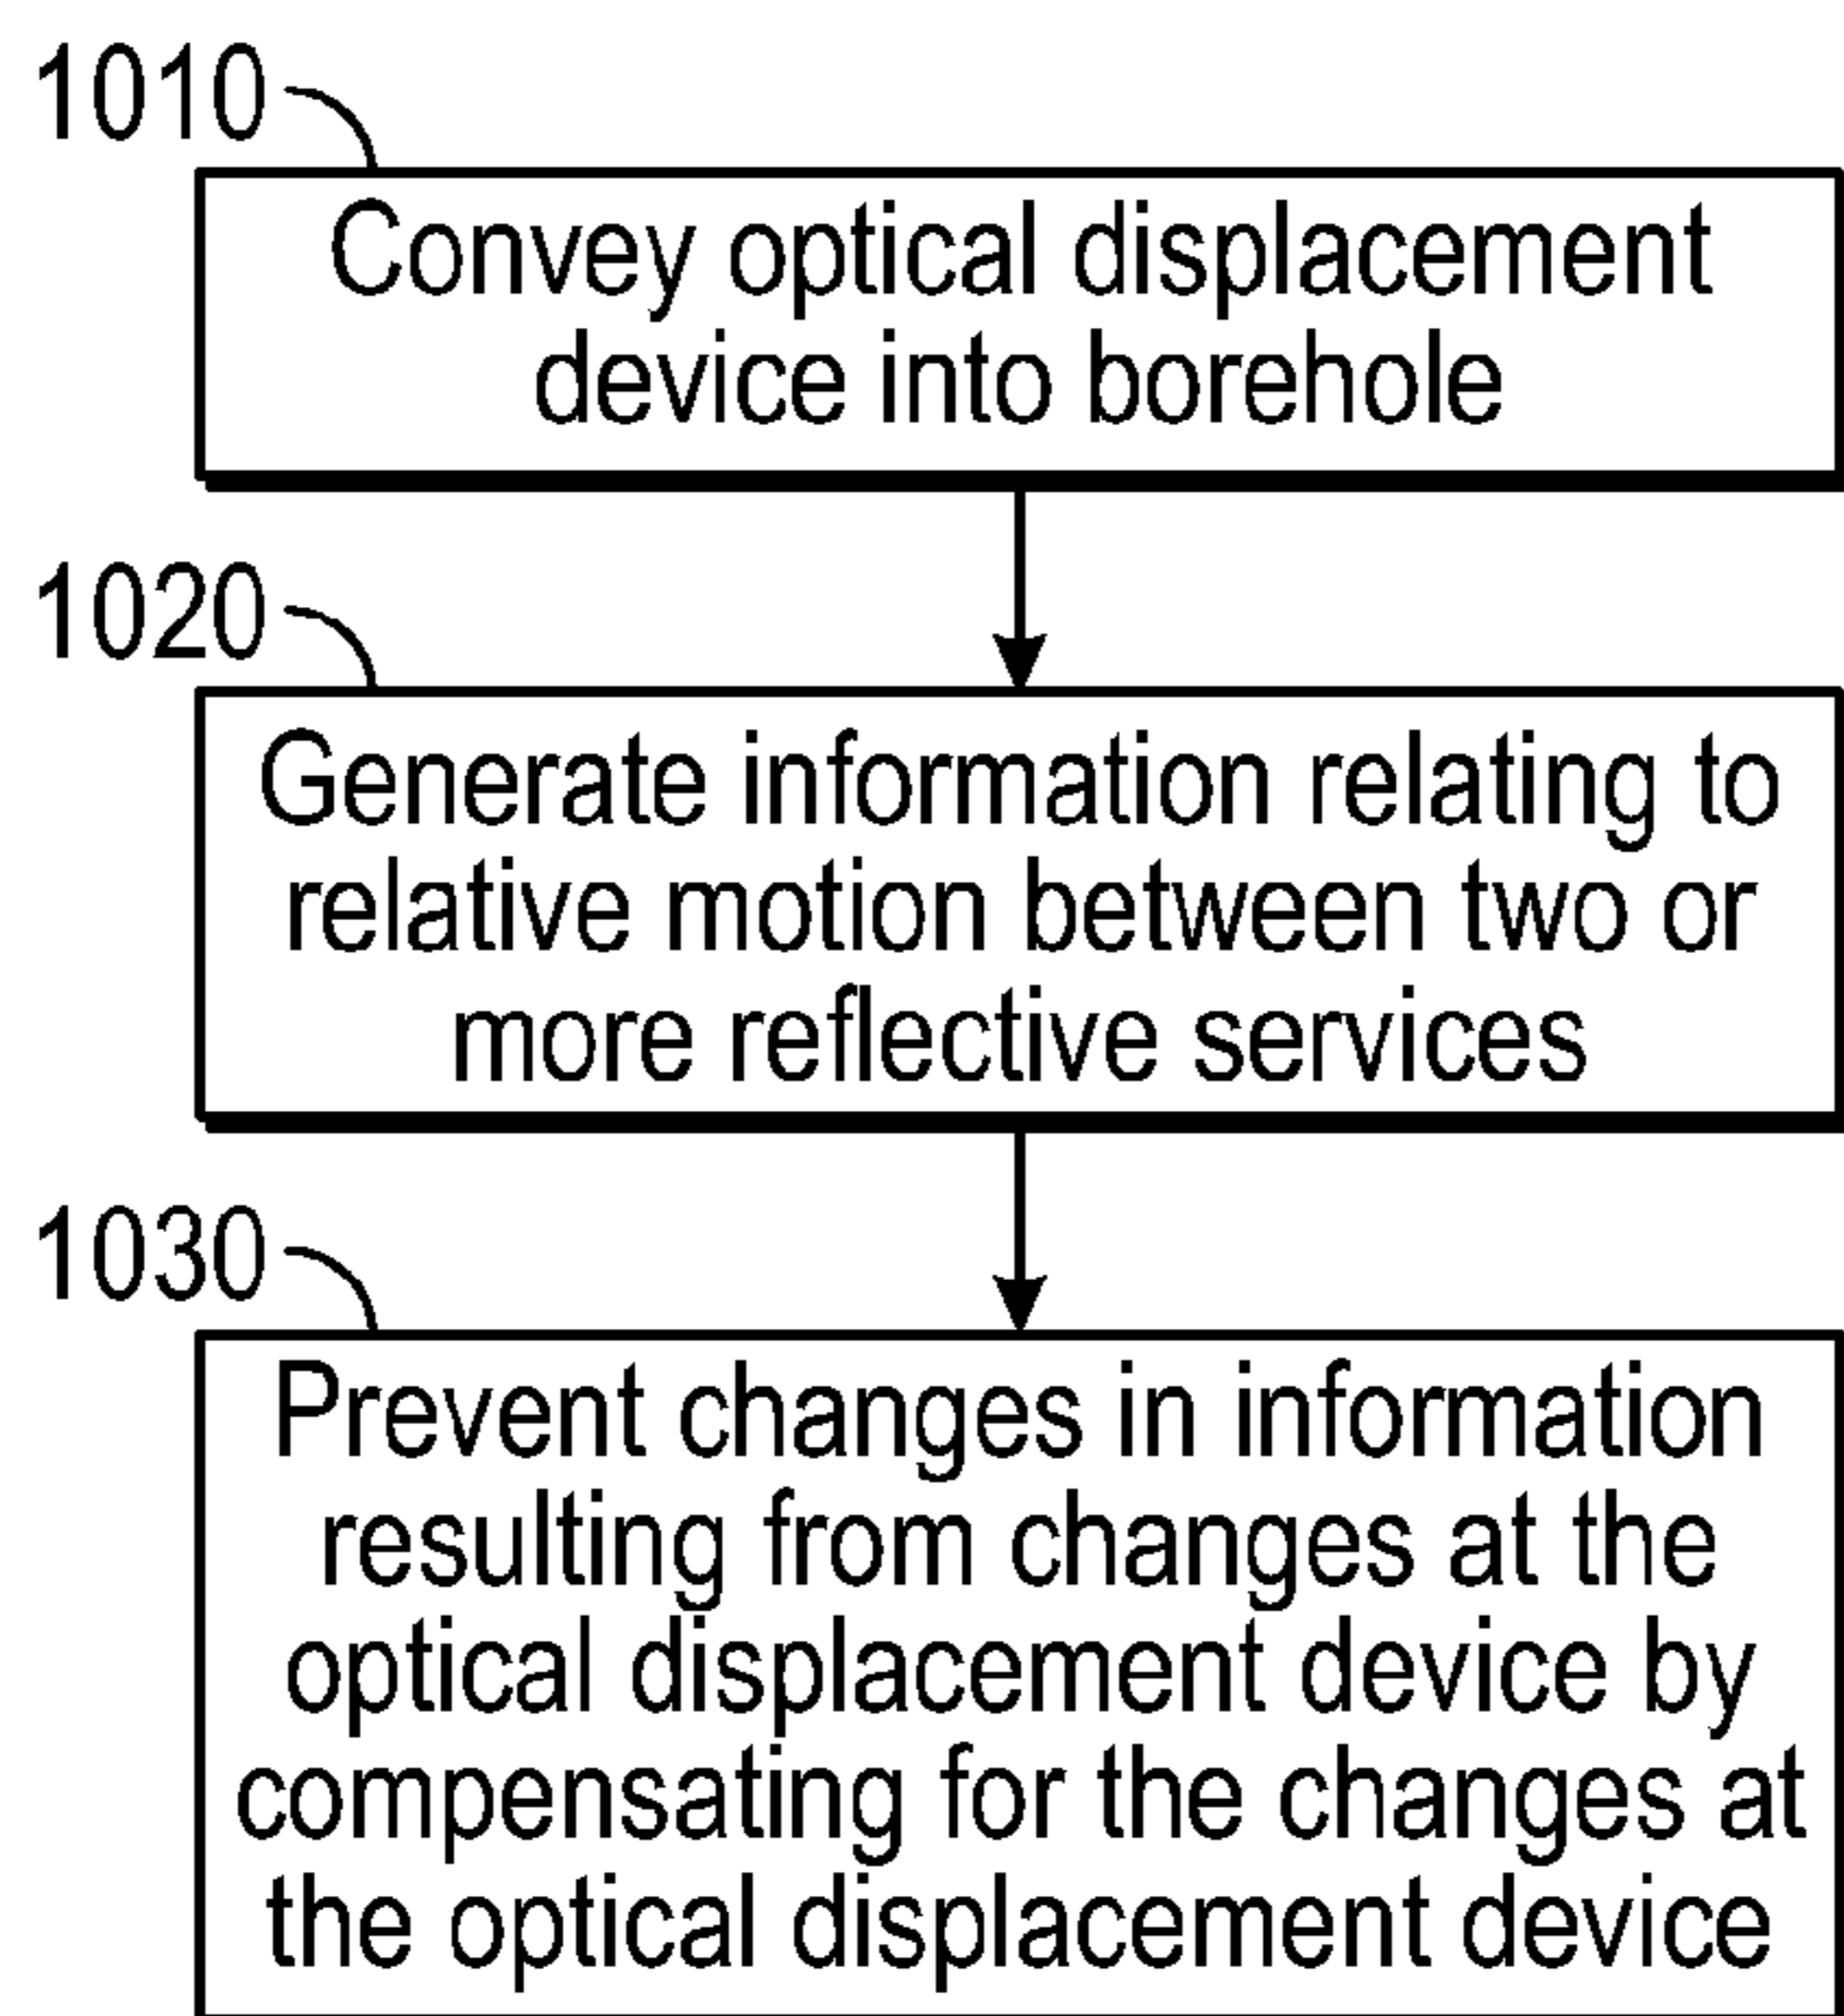 1010
Convey optical displacement
device into borehole
1020
Generate information relating to
relative motion between two or
more reflective services
1030
Prevent changes in information
resulting from changes at the
optical displacement device by
compensating for the changes at
the optical displacement device